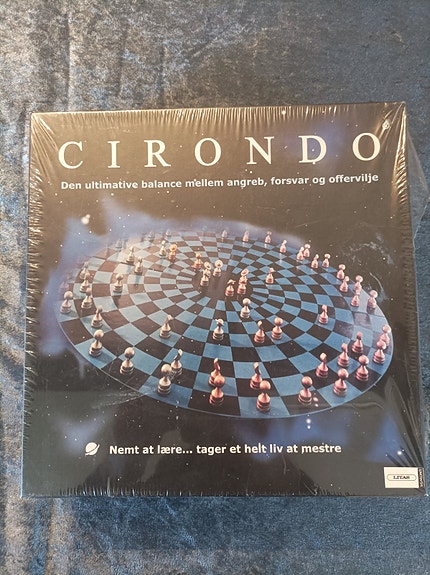 CIRONDO
Den ultimative balance mellem angreb, forsvar og offervilje
Nemt at lære... tager et helt liv at mestre